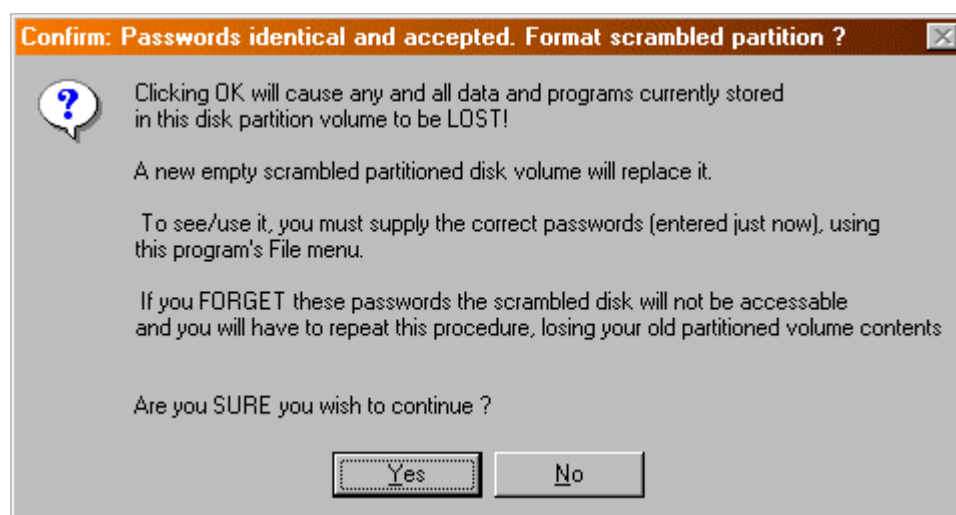 Confirm: Passwords identical and accepted. Format scrambled partition ?
Clicking OK will cause any and all data and programs currently stored
in this disk partition volume to be LOST!
A new empty scrambled partitioned disk volume will replace it.
To see/use it, you must supply the correct passwords (entered just now), using
this program's File menu.
If you FORGET these passwords the scrambled disk will not be accessable
and you will have to repeat this procedure, losing your old partitioned volume contents
Are you SURE you wish to continue ?
Yes No